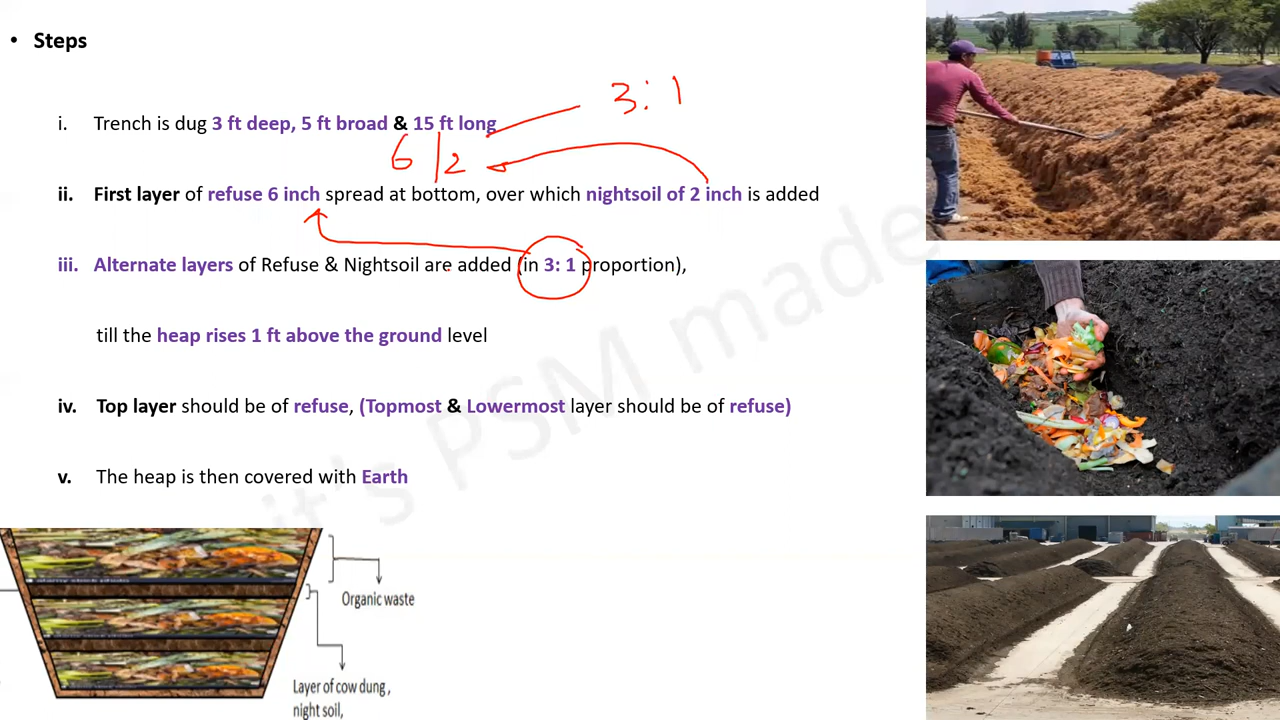 • Steps
3: 1
i. Trench is dug 3 ft deep, 5 ft broad & 15 ft long
6 | 2
ii. First layer of refuse 6 inch spread at bottom, over which nightsoil of 2 inch is added
iii. Alternate layers of Refuse & Nightsoil are added (in 3: 1 proportion),
till the heap rises 1 ft above the ground level
iv. Top layer should be of refuse, (Topmost & Lowermost layer should be of refuse)
v. The heap is then covered with Earth
Organic waste
Layer of cow dung,
night soil,
it's PSM made